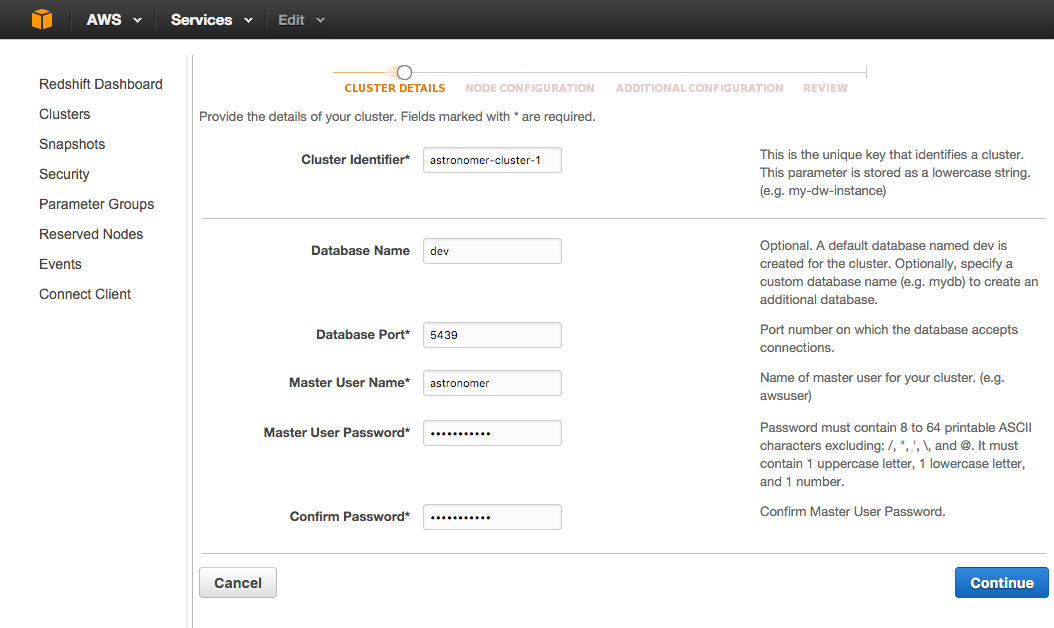 AWS Services Edit
Redshift Dashboard
Clusters
Snapshots
Security
Parameter Groups
Reserved Nodes
Events
Connect Client
CLUSTER DETAILS NODE CONFIGURATION ADDITIONAL CONFIGURATION REVIEW
Provide the details of your cluster. Fields marked with * are required.
Cluster Identifier* astronomer-cluster-1
This is the unique key that identifies a cluster.
This parameter is stored as a lowercase string.
(e.g. my-dw-instance)
Database Name dev
Optional. A default database named dev is
created for the cluster. Optionally, specify a
custom database name (e.g. mydb) to create an
additional database.
Database Port* 5439
Port number on which the database accepts
connections.
Master User Name* astronomer
Name of master user for your cluster. (e.g.
awsuser)
Master User Password* •••••••••••
Password must contain 8 to 64 printable ASCII
characters excluding: /, ", ', \, and @. It must
contain 1 uppercase letter, 1 lowercase letter,
and 1 number.
Confirm Password* •••••••••••
Confirm Master User Password.
Cancel Continue